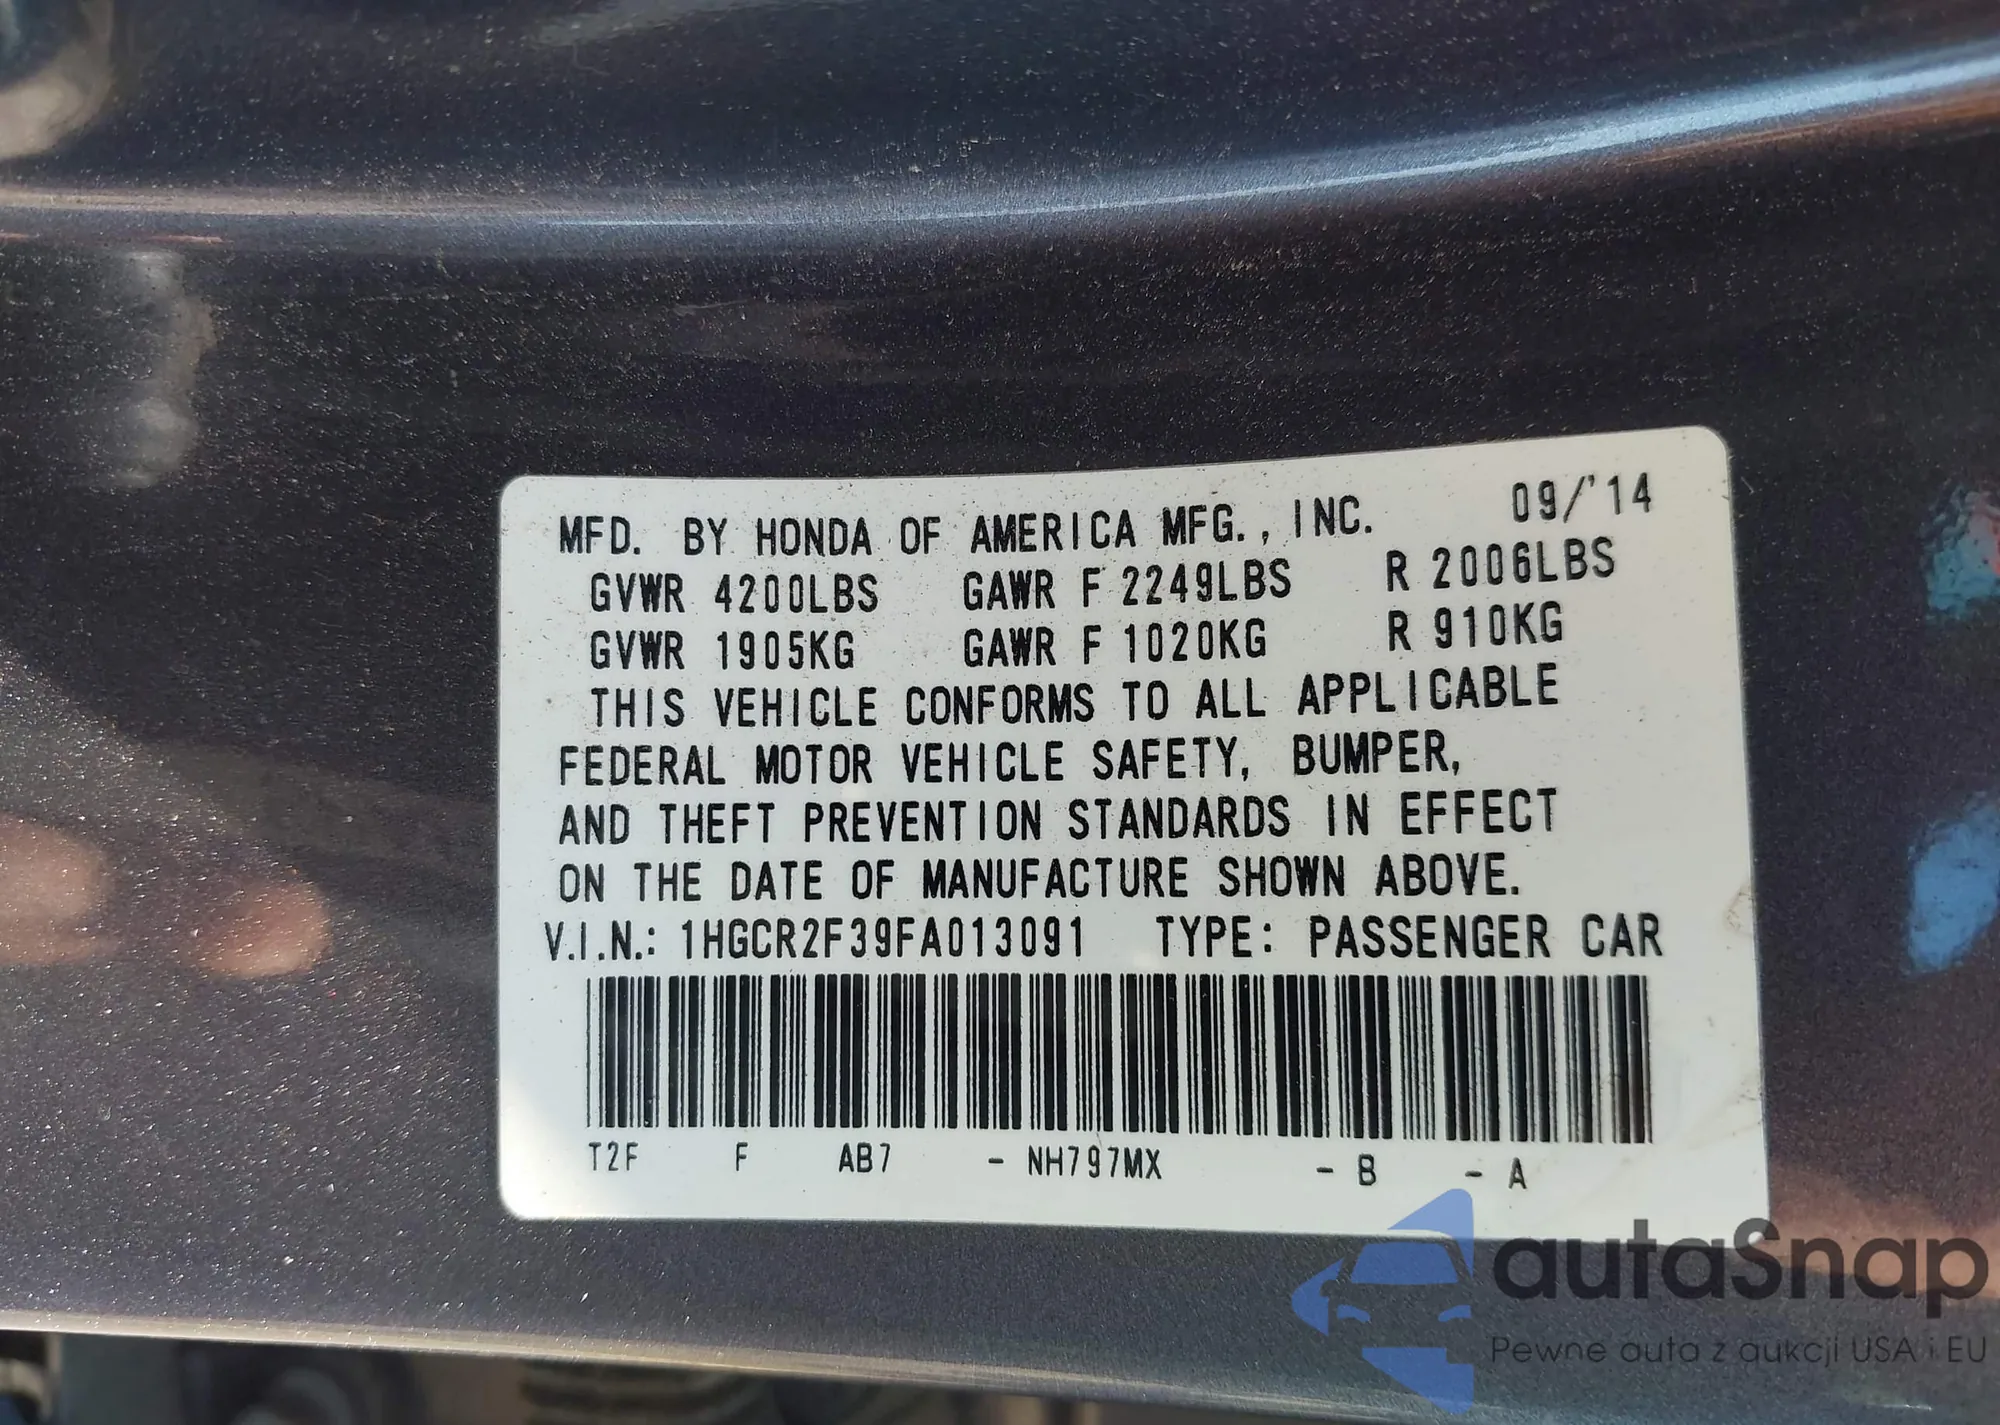 MFD. BY HONDA OF AMERICA MFG., INC. 09/'14
GVWR 4200LBS GAWR F 2249LBS R 2006LBS
GVWR 1905KG GAWR F 1020KG R 910KG
THIS VEHICLE CONFORMS TO ALL APPLICABLE
FEDERAL MOTOR VEHICLE SAFETY, BUMPER,
AND THEFT PREVENTION STANDARDS IN EFFECT
ON THE DATE OF MANUFACTURE SHOWN ABOVE.
V.I.N.: 1HGCR2F39FA013091 TYPE: PASSENGER CAR
T2F F AB7 - NH797MX - B - A
autaSnap
Pewne auta z aukcji USA i EU